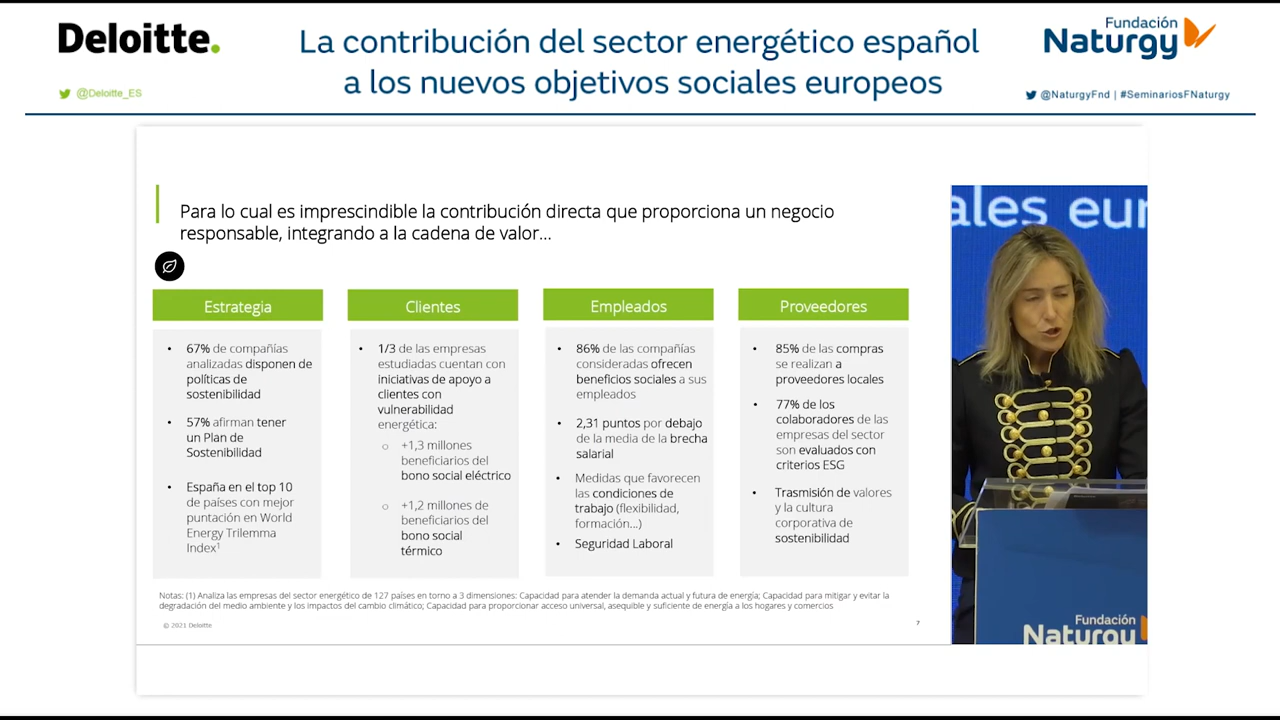 Deloitte.
@Deloitte_ES
La contribución del sector energético español
a los nuevos objetivos sociales europeos
Fundación
Naturgy
@NaturgyFnd | #SeminariosFNaturgy
Para lo cual es imprescindible la contribución directa que proporciona un negocio
responsable, integrando a la cadena de valor...
Estrategia
• 67% de compañías
analizadas disponen de
políticas de
sostenibilidad
• 57% afirman tener
un Plan de
Sostenibilidad
• España en el top 10
de países con mejor
puntación en World
Energy Trilemma
Index¹
Clientes
• 1/3 de las empresas
estudiadas cuentan con
iniciativas de apoyo a
clientes con
vulnerabilidad
energética:
o +1,3 millones
beneficiarios del
bono social eléctrico
o +1,2 millones de
beneficiarios del
bono social
térmico
Empleados
• 86% de las compañías
consideradas ofrecen
beneficios sociales a sus
empleados
• 2,31 puntos por debajo
de la media de la brecha
salarial
• Medidas que favorecen
las condiciones de
trabajo (flexibilidad,
formación...)
• Seguridad Laboral
Proveedores
• 85% de las compras
se realizan a
proveedores locales
• 77% de los
colaboradores de las
empresas del sector
son evaluados con
criterios ESG
• Trasmisión de valores
y la cultura
corporativa de
sostenibilidad
Notas: (1) Analiza las empresas del sector energético de 127 países en torno a 3 dimensiones: Capacidad para atender la demanda actual y futura de energía; Capacidad para mitigar y evitar la
degradación del medio ambiente y los impactos del cambio climático; Capacidad para proporcionar acceso universal, asequible y suficiente de energía a los hogares y comercios
© 2021 Deloitte
7
ales eur
Fundación
Naturgy